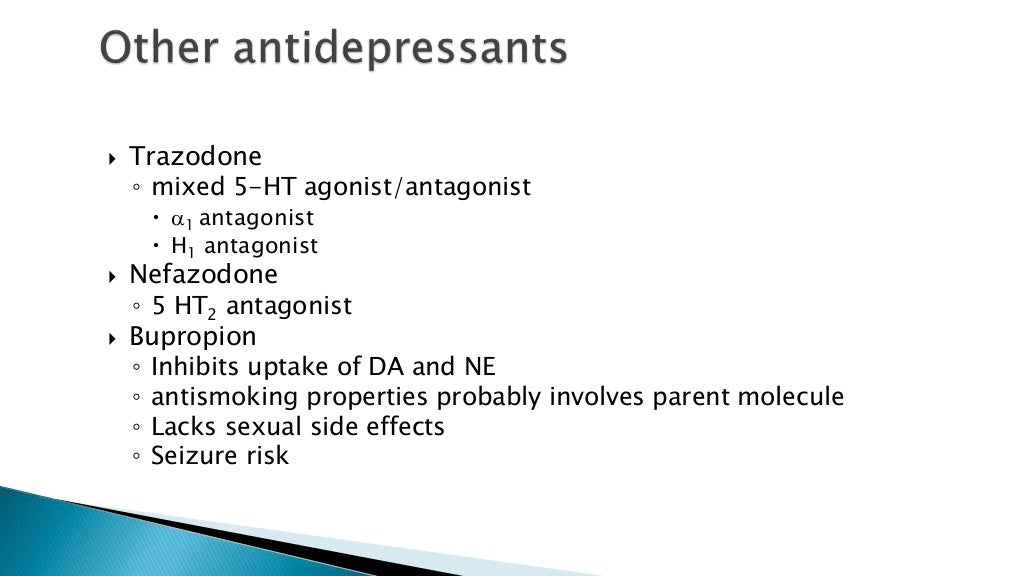 Other antidepressants
Trazodone
mixed 5-HT agonist/antagonist
α1 antagonist
H1 antagonist
Nefazodone
5 HT2 antagonist
Bupropion
Inhibits uptake of DA and NE
antismoking properties probably involves parent molecule
Lacks sexual side effects
Seizure risk